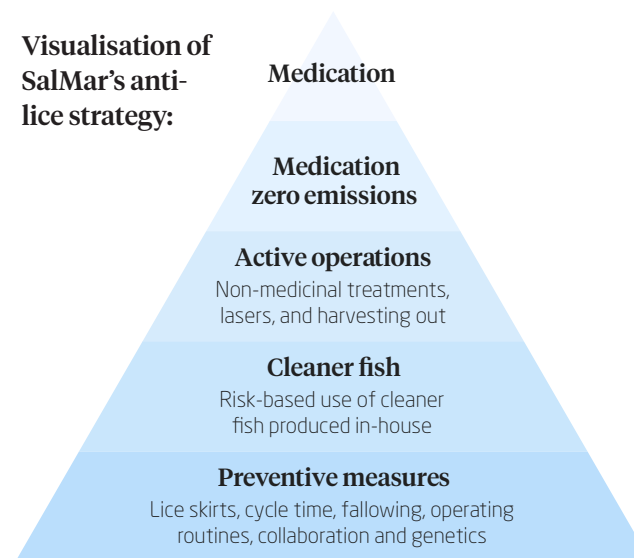 Visualisation of
SalMar's anti-
lice strategy:
Medication
Medication
zero emissions
Active operations
Non-medicinal treatments,
lasers, and harvesting out
Cleaner fish
Risk-based use of cleaner
fish produced in-house
Preventive measures
Lice skirts, cycle time, fallowing, operating
routines, collaboration and genetics